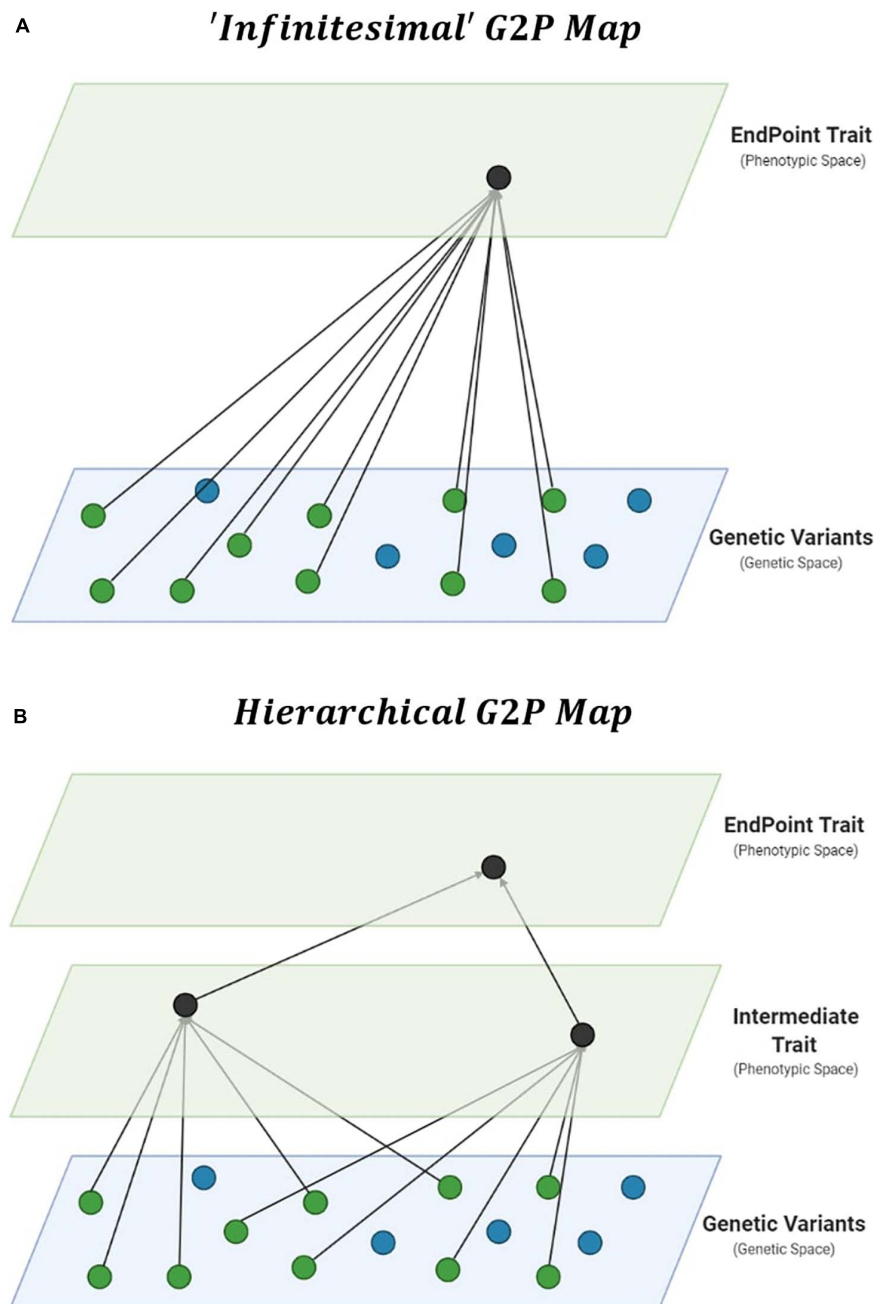 A
'Infinitesimal' G2P Map
EndPoint Trait
(Phenotypic Space)
Genetic Variants
(Genetic Space)
B
Hierarchical G2P Map
EndPoint Trait
(Phenotypic Space)
Intermediate
Trait
(Phenotypic Space)
Genetic Variants
(Genetic Space)